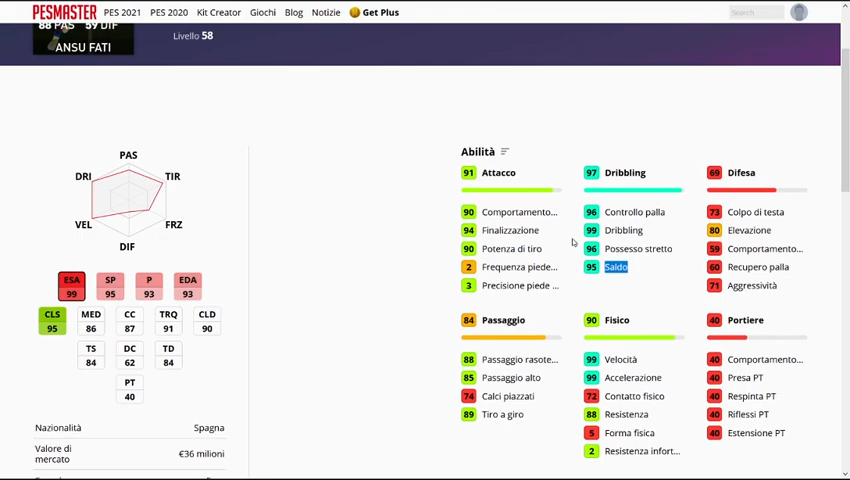 PESMASTER PES 2021 PES 2020 Kit Creator Giochi Blog Notizie Get Plus Search
88 PAS 59 DIF
ANSU FATI
Livello 58
PAS
DRI TIR
VEL FRZ
DIF
ESA SP P EDA
99 95 93 93
CLS MED CC TRQ CLD
95 86 87 91 90
TS DC TD
84 62 84
PT
40
Nazionalità Spagna
Valore di
mercato €36 milioni
Abilità
91 Attacco
90 Comportamento...
94 Finalizzazione
90 Potenza di tiro
2 Frequenza piede...
3 Precisione piede ...
97 Dribbling
96 Controllo palla
99 Dribbling
96 Possesso stretto
95 Saldo
69 Difesa
73 Colpo di testa
80 Elevazione
59 Comportamento...
60 Recupero palla
71 Aggressività
84 Passaggio
88 Passaggio rasote...
85 Passaggio alto
74 Calci piazzati
89 Tiro a giro
90 Fisico
99 Velocità
99 Accelerazione
72 Contatto fisico
88 Resistenza
5 Forma fisica
2 Resistenza infort...
40 Portiere
40 Comportamento...
40 Presa PT
40 Respinta PT
40 Riflessi PT
40 Estensione PT